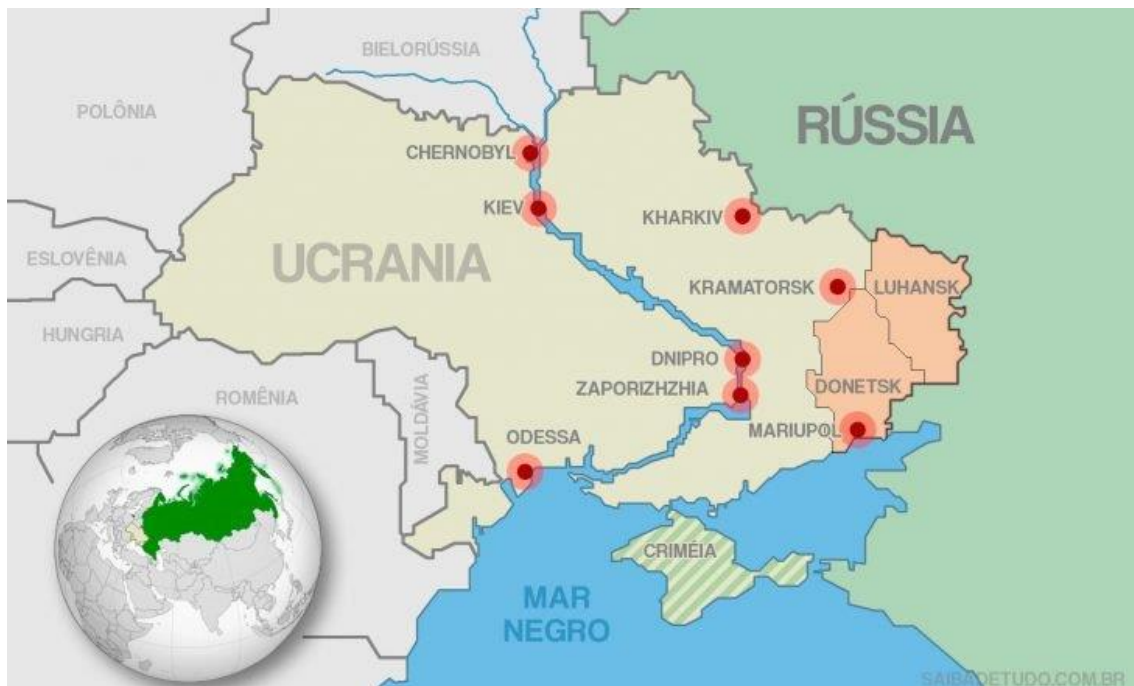 BIELORÚSSIA
POLÔNIA
RÚSSIA
CHERNOBYL
KIEV
KHARKIV
ESLOVÊNIA
UCRANIA
KRAMATORSK
LUHANSK
HUNGRIA
DNIPRO
ZAPORIZHZHIA
DONETSK
ROMÊNIA
MOLDÁVIA
MARIUPOL
ODESSA
CRIMÉIA
MAR
NEGRO
SAIBADETUDO.COM.BR